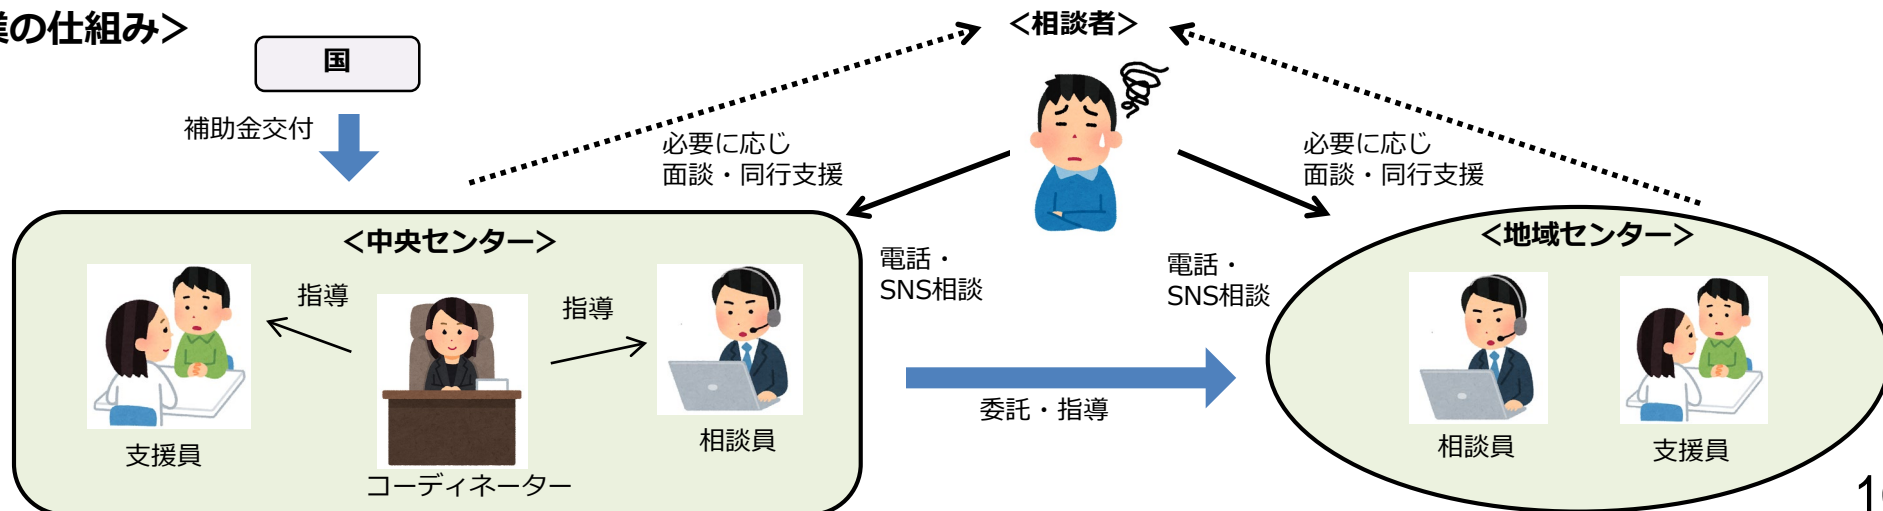 業の仕組み＞
国
補助金交付
＜相談者＞
必要に応じ
面談・同行支援
必要に応じ
面談・同行支援
＜中央センター＞
指導
指導
支援員
コーディネーター
相談員
電話・
SNS相談
電話・
SNS相談
委託・指導
＜地域センター＞
相談員
支援員